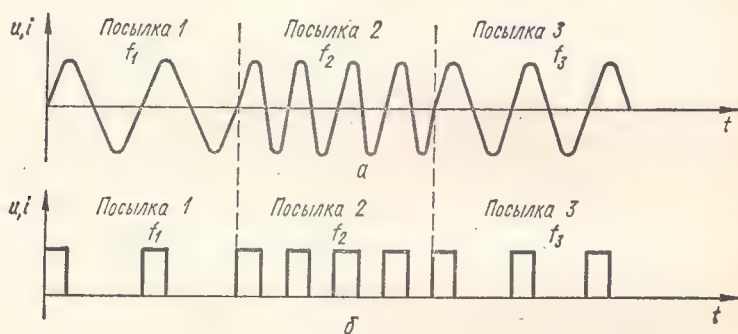 u,i
Посылка 1
f₁
Посылка 2
f₂
Посылка 3
f₃
t
а
u,i
Посылка 1
f₁
Посылка 2
f₂
Посылка 3
f₃
t
б